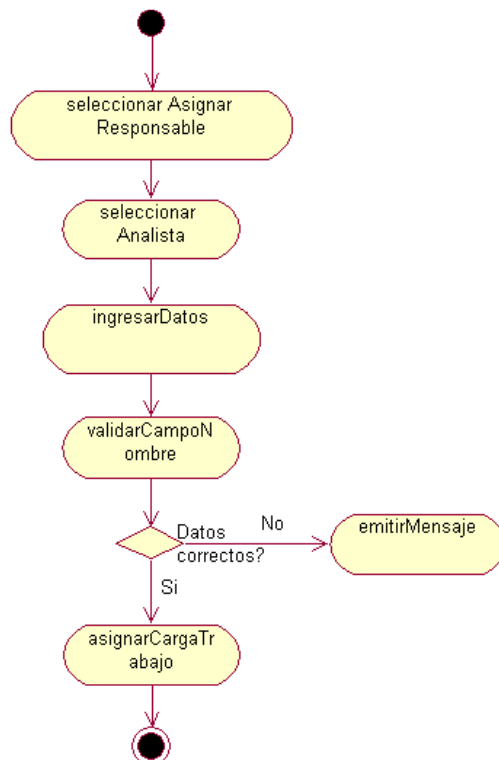 seleccionar Asignar
Responsable
seleccionar
Analista
ingresarDatos
validarCampoN
ombre
Datos
correctos?
No
emitirMensaje
Si
asignarCargaTr
abajo